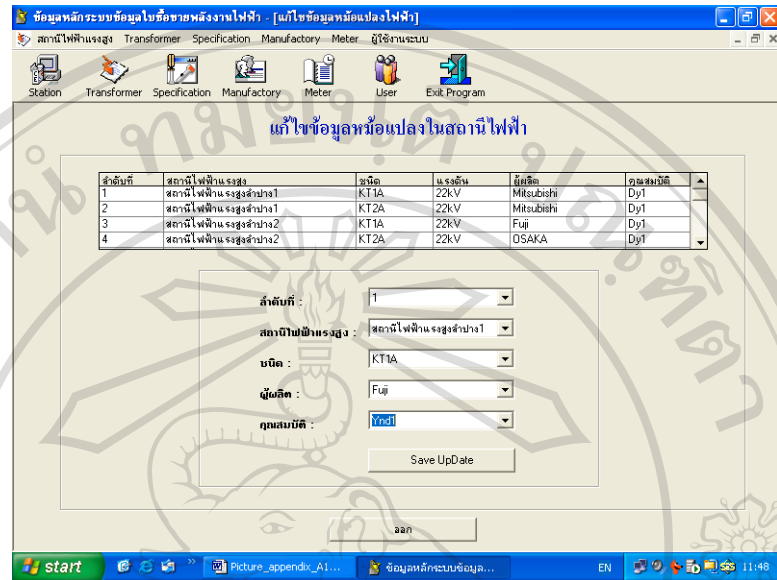 ข้อมูลหลักระบบข้อมูลใบซื้อขายพลังงานไฟฟ้า - [แก้ไขข้อมูลหม้อแปลงไฟฟ้า]
สถานีไฟฟ้าแรงสูง Transformer Specification Manufactory Meter ผู้ใช้งานระบบ
Station Transformer Specification Manufactory Meter User Exit Program
แก้ไขข้อมูลหม้อแปลงในสถานีไฟฟ้า
ลำดับที่ สถานีไฟฟ้าแรงสูง ชนิด แรงดัน ผู้ผลิต คุณสมบัติ
1 สถานีไฟฟ้าแรงสูงลำปาง1 KT1A 22kV Mitsubishi Dy1
2 สถานีไฟฟ้าแรงสูงลำปาง1 KT2A 22kV Mitsubishi Dy1
3 สถานีไฟฟ้าแรงสูงลำปาง2 KT1A 22kV Fuji Dy1
4 สถานีไฟฟ้าแรงสูงลำปาง2 KT2A 22kV OSAKA Dy1
ลำดับที่ : 1
สถานีไฟฟ้าแรงสูง : สถานีไฟฟ้าแรงสูงลำปาง1
ชนิด : KT1A
ผู้ผลิต : Fuji
คุณสมบัติ : Ynd1
Save UpDate
ออก
start Picture_appendix_A1... ข้อมูลหลักระบบข้อมูล... EN 11:48